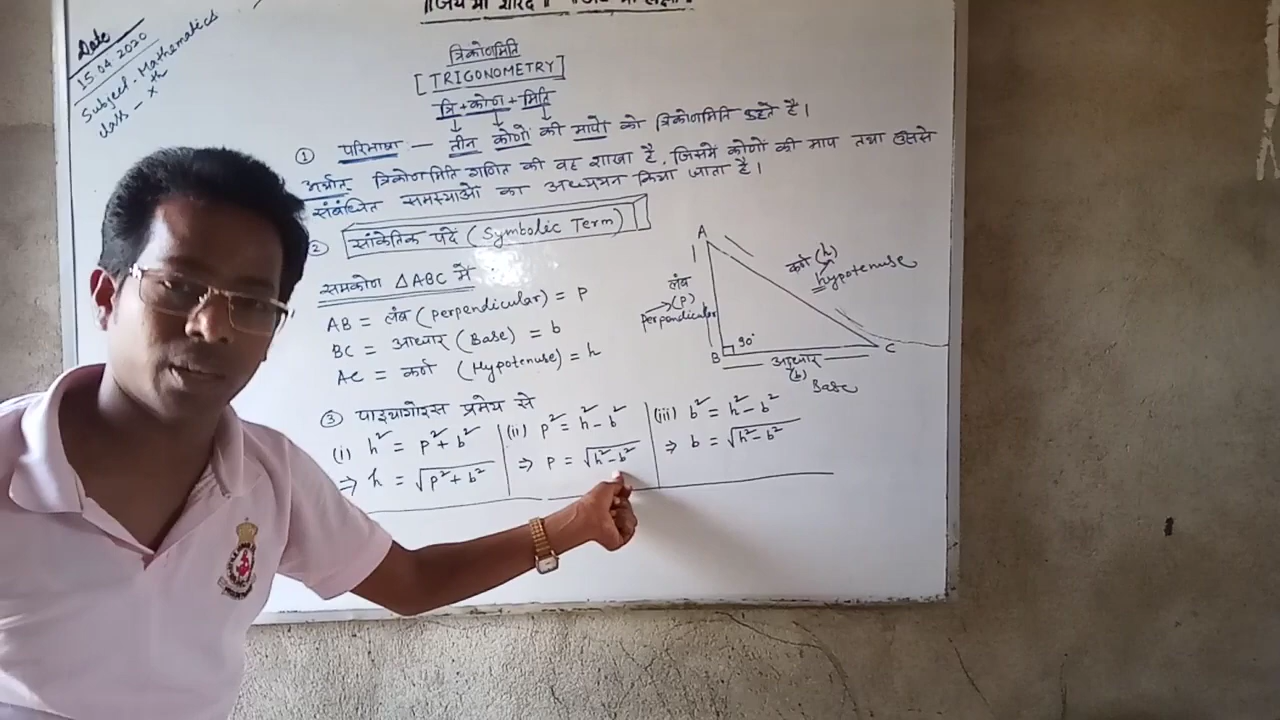 Date
15.04.2020
Subject - Mathematics
class - Xth
त्रिकोणमिति
[TRIGONOMETRY]
त्रि + कोण + मिति
① परिभाषा — तीन कोणों की मापों को त्रिकोणमिति कहते है।
अर्थात् त्रिकोणमिति गणित की वह शाखा है, जिसमें कोणों की माप तथा इससे
संबंधित समस्याओं का अध्ययन किया जाता है।
② सांकेतिक पदें (Symbolic Term)
समकोण △ABC में
AB = लंब (perpendicular) = p
BC = आधार (Base) = b
AC = कर्ण (Hypotenuse) = h
A
कर्ण (h)
hypotenuse
लंब
(p)
perpendicular
90°
B
C
आधार
(b)
Base
③ पाइथागोरस प्रमेय से
(i) h² = p² + b²
⇒ h = √p² + b²
(ii) p² = h² - b²
⇒ p = √h² - b²
(iii) b² = h² - b²
⇒ b = √h² - b²